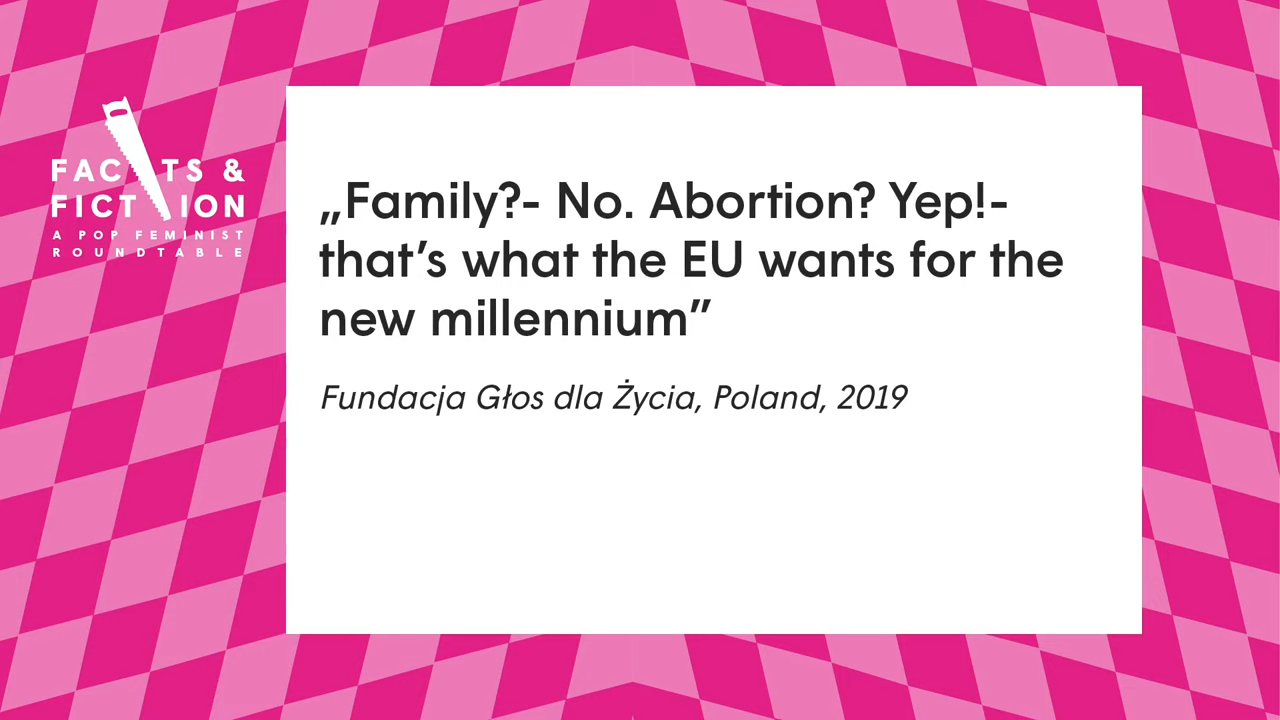 FACTS &
FICTION
A POP FEMINIST
ROUNDTABLE
„Family?- No. Abortion? Yep!-
that’s what the EU wants for the
new millennium”
Fundacja Głos dla Życia, Poland, 2019